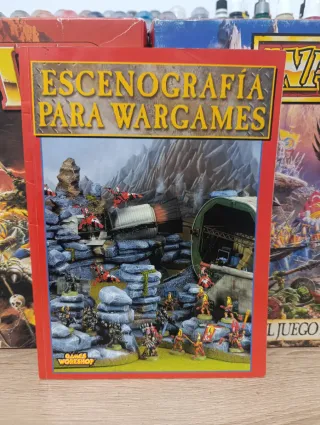 ESCENOGRAFÍA
PARA WARGAMES
GAMES
WORKSHOP
EL JUEGO